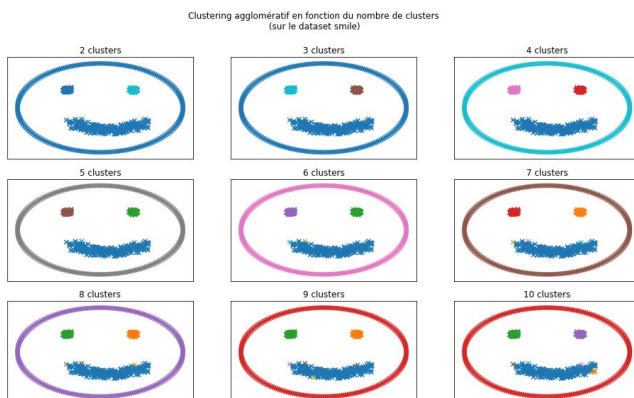 Clustering agglomératif en fonction du nombre de clusters
(sur le dataset smile)
2 clusters
3 clusters
4 clusters
5 clusters
6 clusters
7 clusters
8 clusters
9 clusters
10 clusters